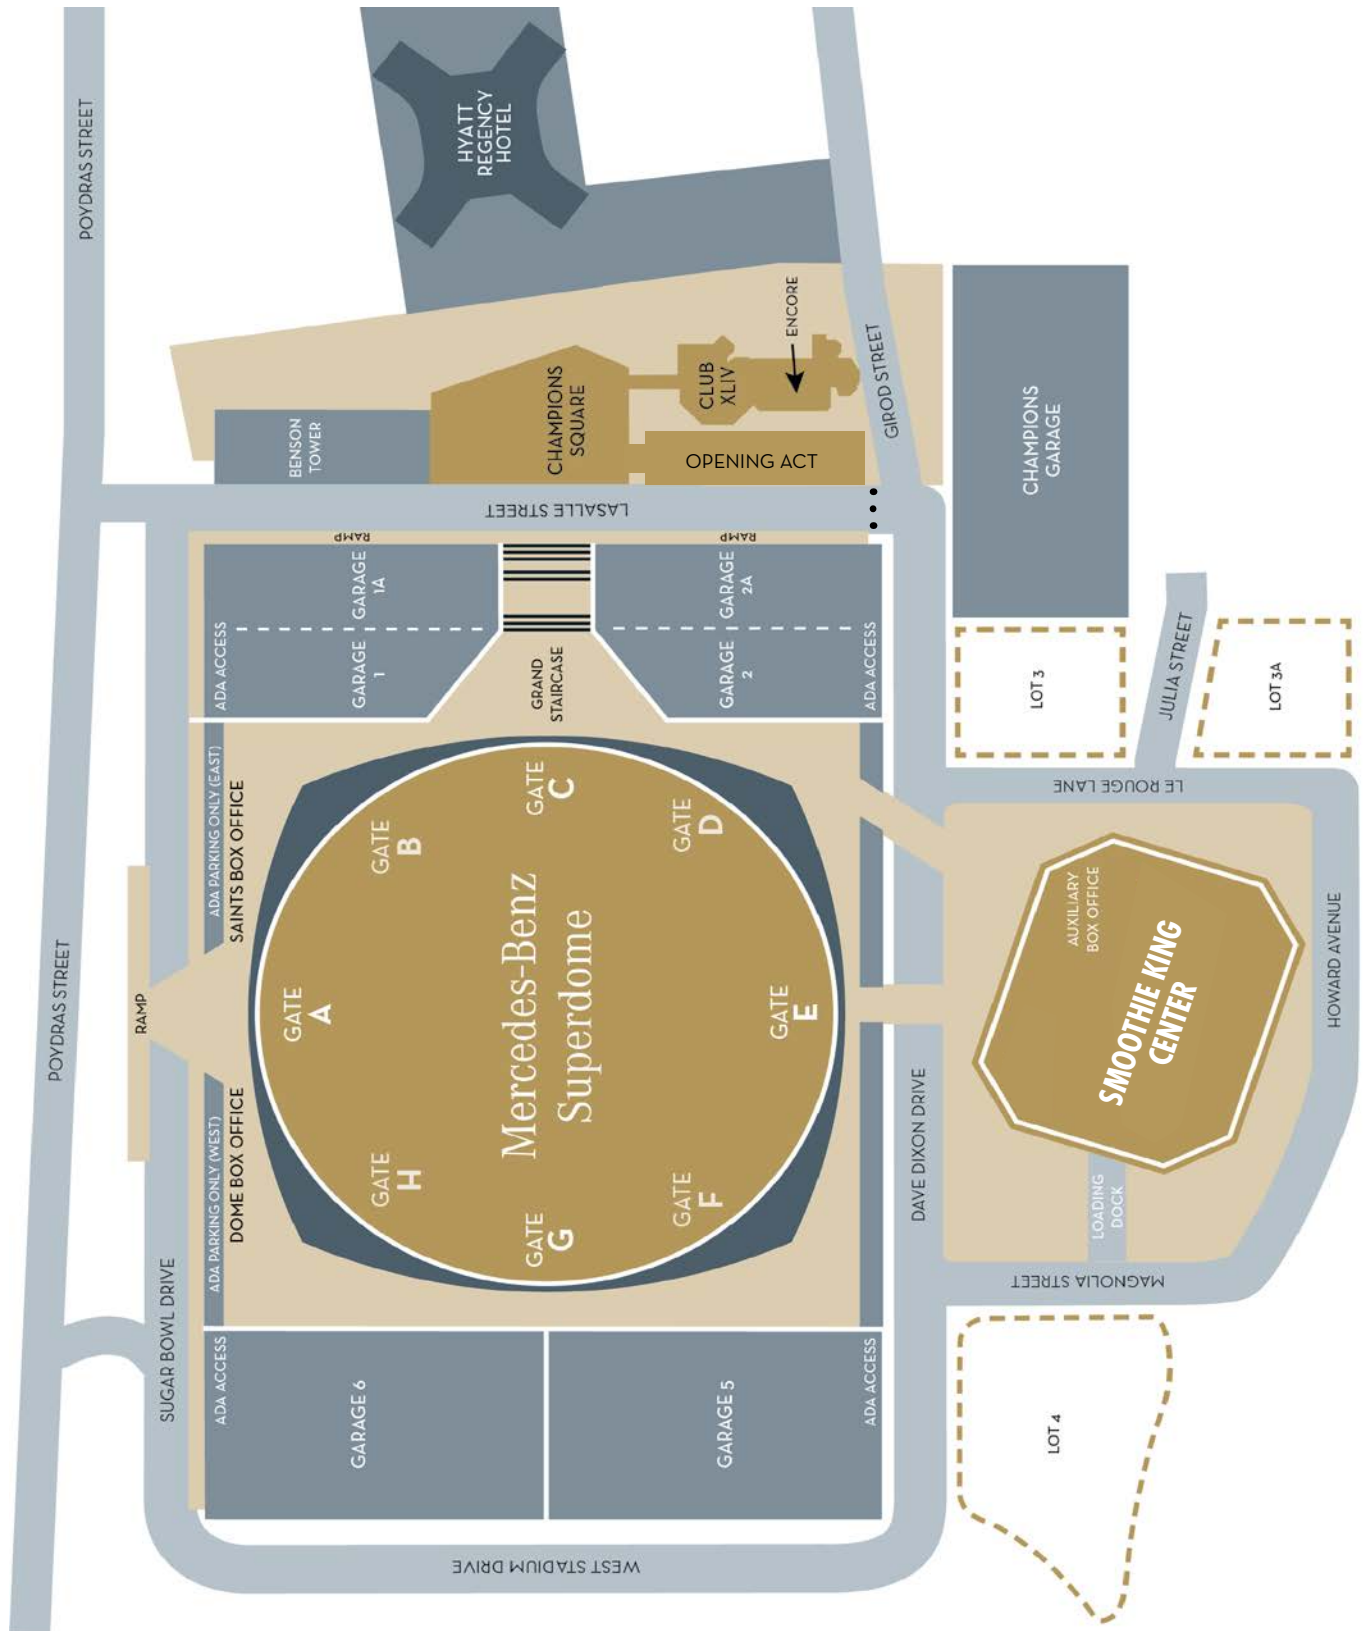 POYDRAS STREET
HYATT
REGENCY
HOTEL
ENCORE
GIROD STREET
CLUB
XLIV
CHAMPIONS
SQUARE
BENSON
TOWER
OPENING ACT
CHAMPIONS
GARAGE
LASALLE STREET
RAMP
RAMP
GARAGE
1A
GARAGE
2A
ADA ACCESS
GARAGE
1
GRAND
STAIRCASE
GARAGE
2
ADA ACCESS
LOT 3
JULIA STREET
LOT 3A
LE ROUGE LANE
ADA PARKING ONLY (EAST)
SAINTS BOX OFFICE
GATE
B
GATE
C
GATE
D
GATE
A
Mercedes-Benz
Superdome
GATE
E
GATE
H
GATE
G
GATE
F
AUXILIARY
BOX OFFICE
SMOOTHIE KING
CENTER
HOWARD AVENUE
POYDRAS STREET
RAMP
ADA PARKING ONLY (WEST)
DOME BOX OFFICE
DAVE DIXON DRIVE
LOADING
DOCK
MAGNOLIA STREET
SUGAR BOWL DRIVE
ADA ACCESS
GARAGE 6
GARAGE 5
ADA ACCESS
LOT 4
WEST STADIUM DRIVE